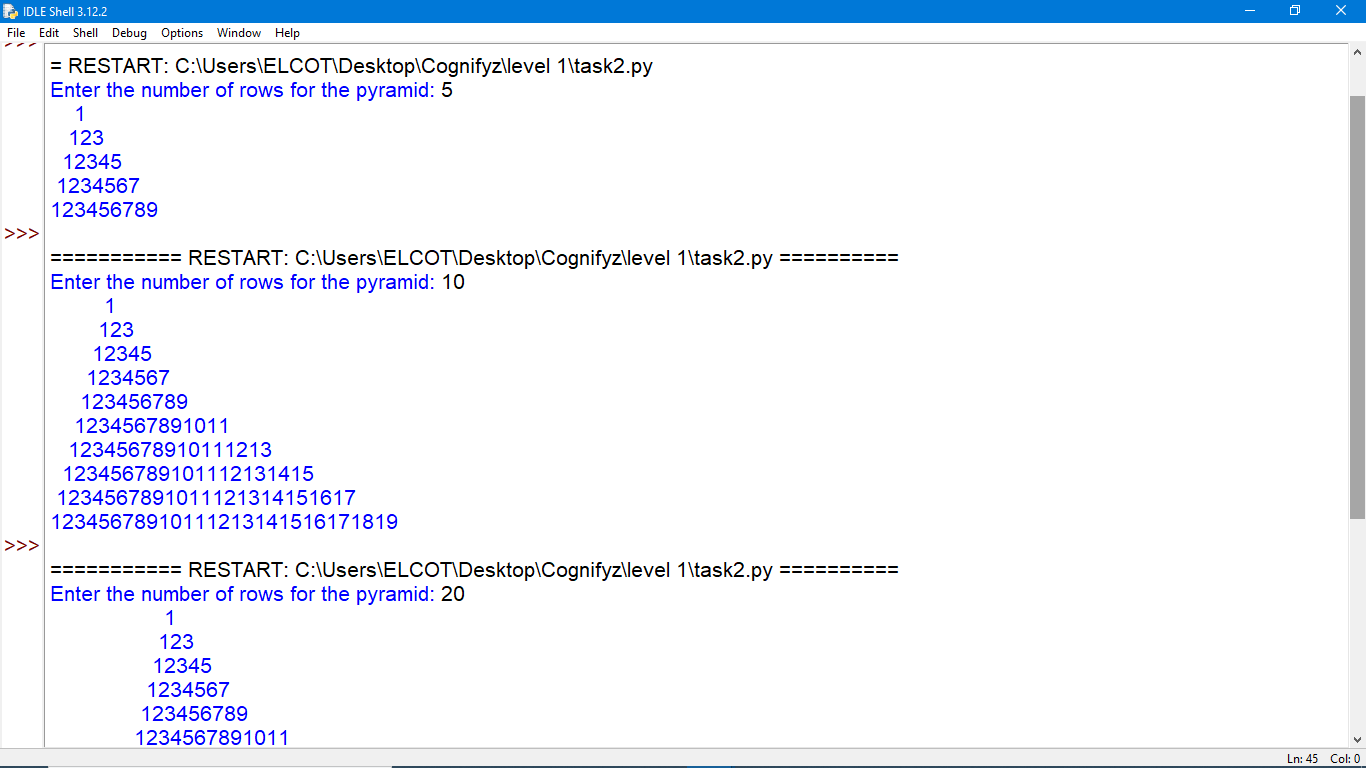 IDLE Shell 3.12.2
File Edit Shell Debug Options Window Help
>>>
= RESTART: C:\Users\ELCOT\Desktop\Cognifyz\level 1\task2.py
Enter the number of rows for the pyramid: 5
    1
   123
  12345
 1234567
123456789
>>>
=========== RESTART: C:\Users\ELCOT\Desktop\Cognifyz\level 1\task2.py ==========
Enter the number of rows for the pyramid: 10
         1
        123
       12345
      1234567
     123456789
    1234567891011
   12345678910111213
  123456789101112131415
 1234567891011121314151617
12345678910111213141516171819
>>>
=========== RESTART: C:\Users\ELCOT\Desktop\Cognifyz\level 1\task2.py ==========
Enter the number of rows for the pyramid: 20
                   1
                  123
                 12345
                1234567
               123456789
              1234567891011
Ln: 45 Col: 0